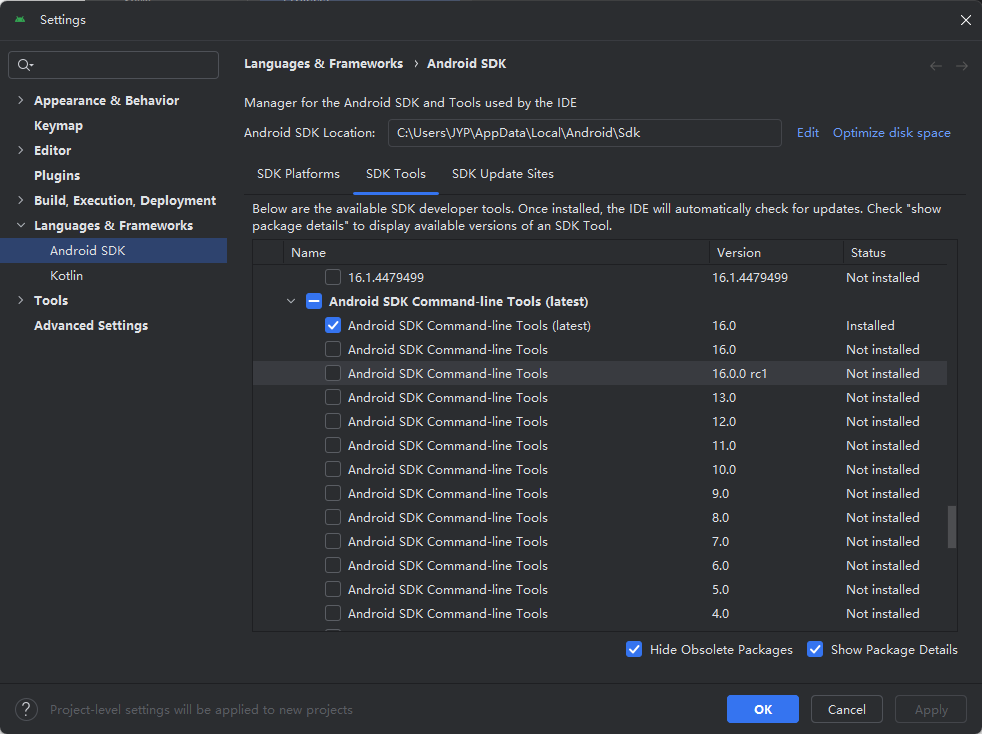 Settings
Languages & Frameworks › Android SDK
Appearance & Behavior
Keymap
Editor
Plugins
Build, Execution, Deployment
Languages & Frameworks
Android SDK
Kotlin
Tools
Advanced Settings
Manager for the Android SDK and Tools used by the IDE
Android SDK Location: C:\Users\JYP\AppData\Local\Android\Sdk Edit Optimize disk space
SDK Platforms SDK Tools SDK Update Sites
Below are the available SDK developer tools. Once installed, the IDE will automatically check for updates. Check "show
package details" to display available versions of an SDK Tool.
Name Version Status
16.1.4479499 16.1.4479499 Not installed
Android SDK Command-line Tools (latest)
Android SDK Command-line Tools (latest) 16.0 Installed
Android SDK Command-line Tools 16.0 Not installed
Android SDK Command-line Tools 16.0.0 rc1 Not installed
Android SDK Command-line Tools 13.0 Not installed
Android SDK Command-line Tools 12.0 Not installed
Android SDK Command-line Tools 11.0 Not installed
Android SDK Command-line Tools 10.0 Not installed
Android SDK Command-line Tools 9.0 Not installed
Android SDK Command-line Tools 8.0 Not installed
Android SDK Command-line Tools 7.0 Not installed
Android SDK Command-line Tools 6.0 Not installed
Android SDK Command-line Tools 5.0 Not installed
Android SDK Command-line Tools 4.0 Not installed
Hide Obsolete Packages Show Package Details
? Project-level settings will be applied to new projects
OK Cancel Apply